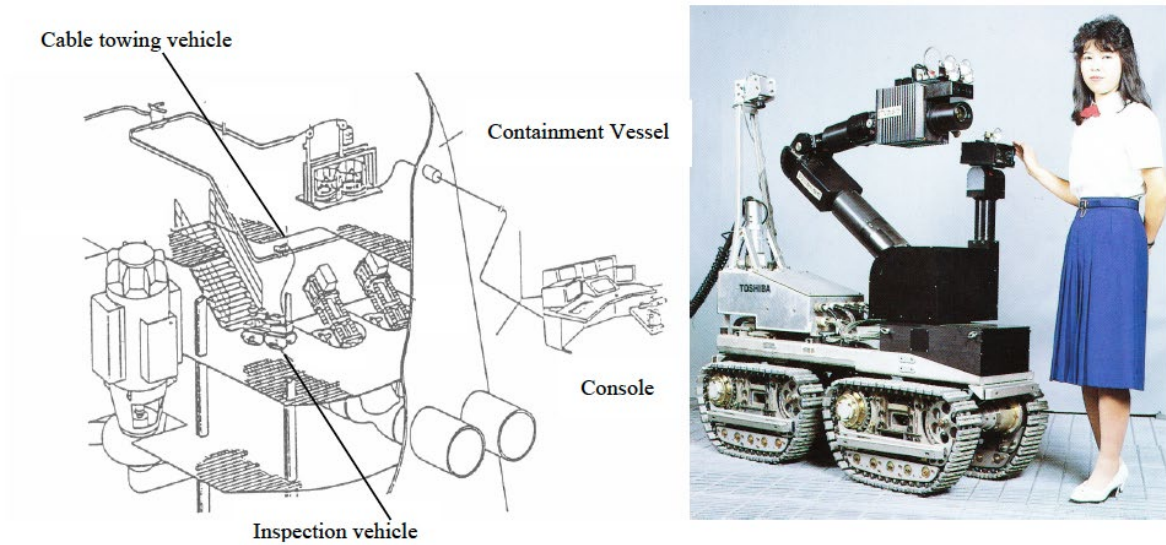 Cable towing vehicle
Containment Vessel
Console
Inspection vehicle
TOSHIBA